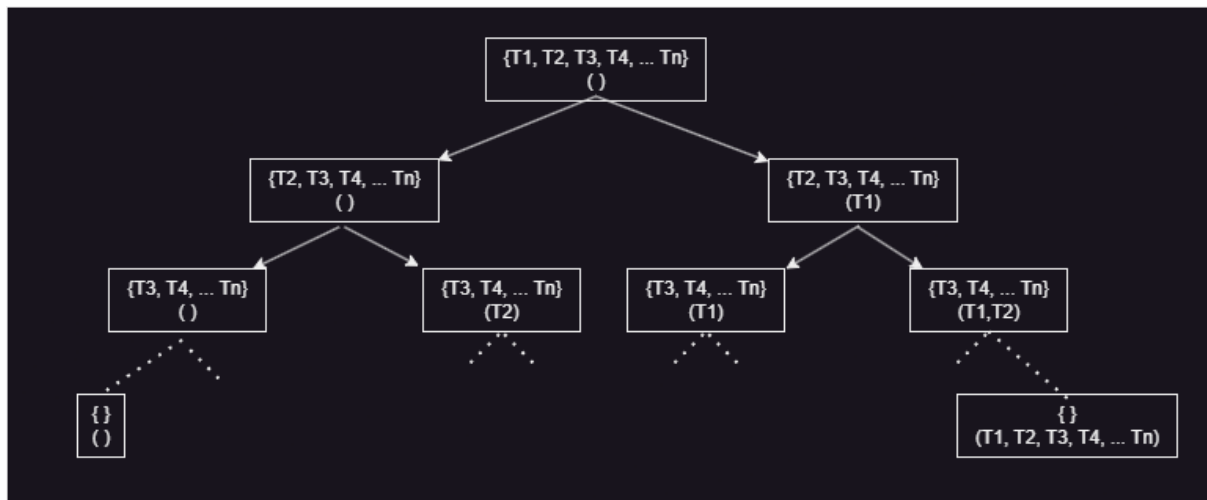 {T1, T2, T3, T4, ... Tn}
( )
{T2, T3, T4, ... Tn}
( )
{T2, T3, T4, ... Tn}
(T1)
{T3, T4, ... Tn}
( )
{T3, T4, ... Tn}
(T2)
{T3, T4, ... Tn}
(T1)
{T3, T4, ... Tn}
(T1,T2)
{ }
( )
{ }
(T1, T2, T3, T4, ... Tn)